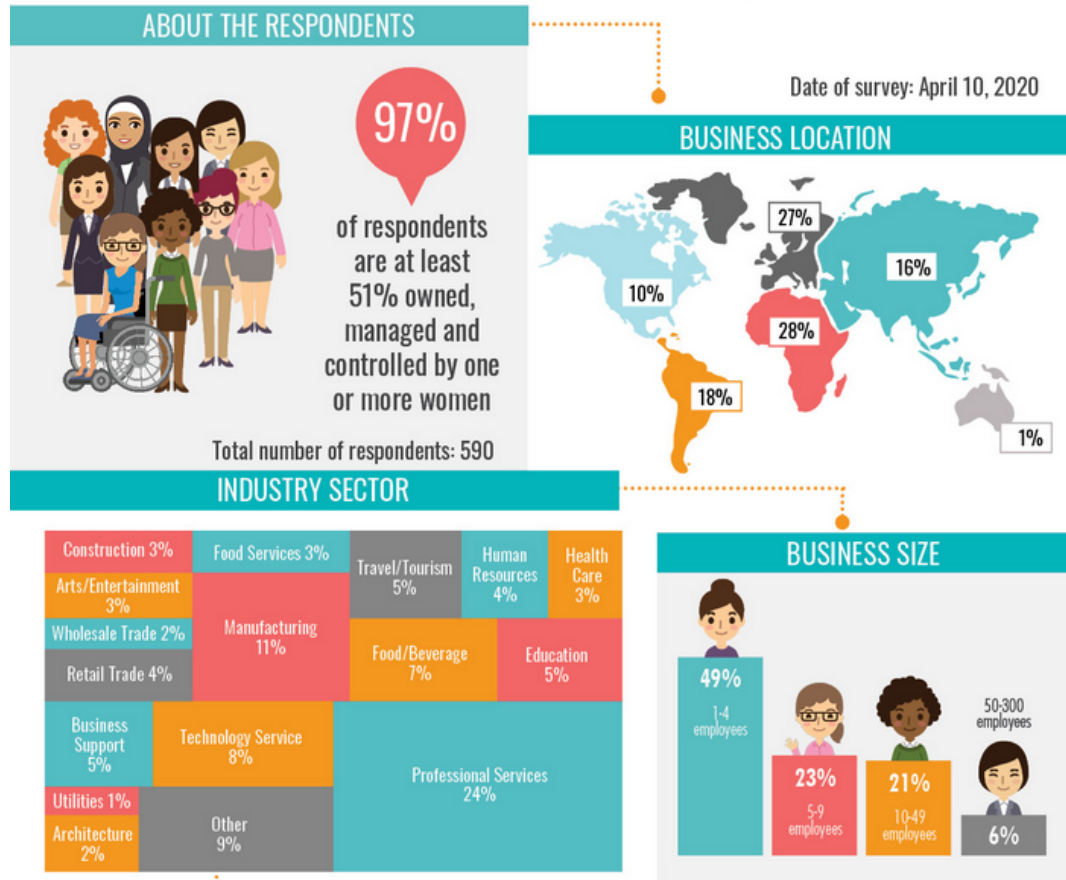 ABOUT THE RESPONDENTS
97%
of respondents
are at least
51% owned,
managed and
controlled by one
or more women
Total number of respondents: 590
Date of survey: April 10, 2020
BUSINESS LOCATION
27%
16%
10%
28%
18%
1%
INDUSTRY SECTOR
Construction 3%
Food Services 3%
Travel/Tourism
5%
Human
Resources
4%
Health
Care
3%
Arts/Entertainment
3%
Wholesale Trade 2%
Retail Trade 4%
Manufacturing
11%
Food/Beverage
7%
Education
5%
Business
Support
5%
Technology Service
8%
Professional Services
24%
Utilities 1%
Architecture
2%
Other
9%
BUSINESS SIZE
49%
1-4
employees
23%
5-9
employees
21%
10-49
employees
50-300
employees
6%